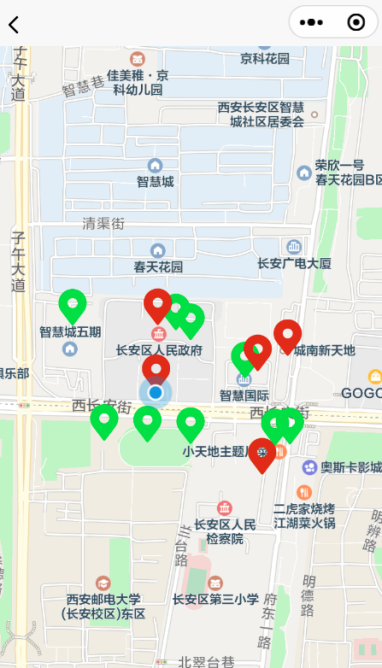 京科花园
子午大道
佳美稚·京
科幼儿园
智慧巷
西安长安区智慧
城社区居委会
荣欣一号
春天花园B区
智慧城
清渠街
子午大道
春天花园
长安广电大厦
智慧城五期
长安区人民政府
城南新天地
俱乐部
智慧国际
GOGO
西长安街
西长安街
小天地主题
奥斯卡影城
二虎家烧烤
江湖菜火锅
长安区人民
检察院
北台路
明辨路
明德路
西安邮电大学
(长安校区)东区
长安区第三小学
府东一路
北翠台巷